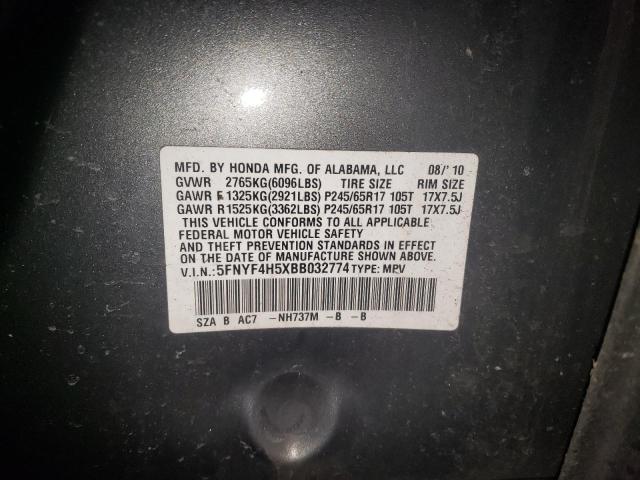 MFD. BY HONDA MFG. OF ALABAMA, LLC 08/'10
GVWR 2765KG(6096LBS) TIRE SIZE RIM SIZE
GAWR F 1325KG(2921LBS) P245/65R17 105T 17X7.5J
GAWR R 1525KG(3362LBS) P245/65R17 105T 17X7.5J
THIS VEHICLE CONFORMS TO ALL APPLICABLE
FEDERAL MOTOR VEHICLE SAFETY
AND THEFT PREVENTION STANDARDS IN EFFECT
ON THE DATE OF MANUFACTURE SHOWN ABOVE.
V.I.N.:5FNYF4H5XBB032774 TYPE: MPV
SZA B AC7 -NH737M -B -B